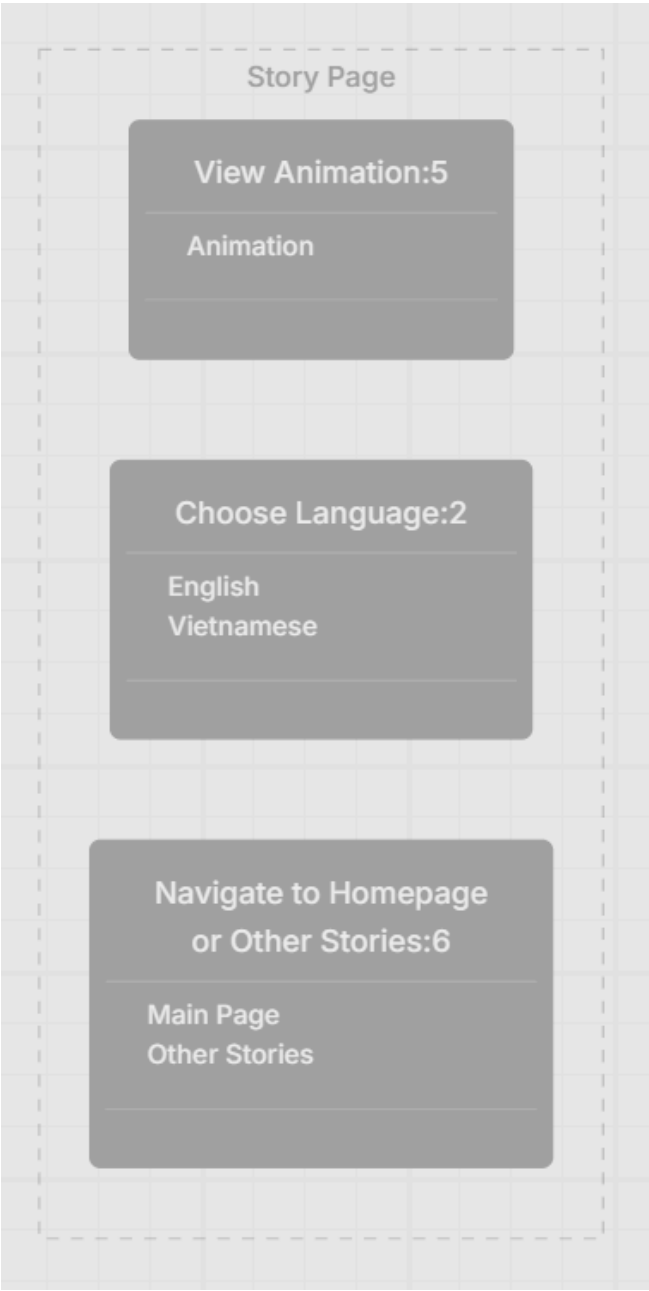 Story Page
View Animation:5
Animation
Choose Language:2
English
Vietnamese
Navigate to Homepage
or Other Stories:6
Main Page
Other Stories